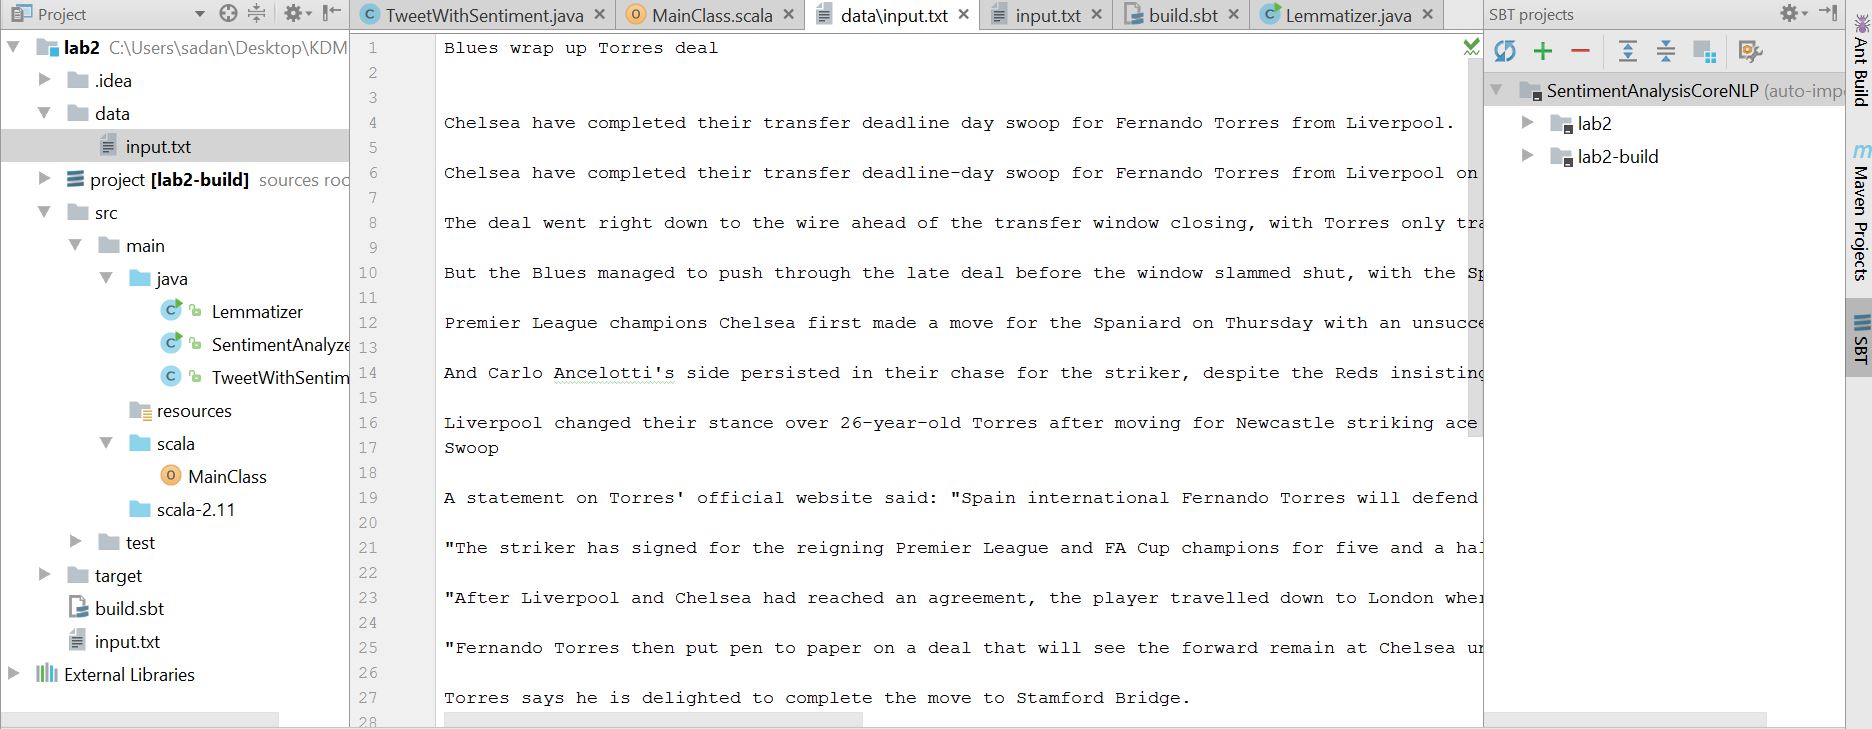 Project
TweetWithSentiment.java
MainClass.scala
data\input.txt
input.txt
build.sbt
Lemmatizer.java
SBT projects
lab2 C:\Users\sadan\Desktop\KDM
.idea
data
input.txt
project [lab2-build] sources roo
src
main
java
Lemmatizer
SentimentAnalyze
TweetWithSentim
resources
scala
MainClass
scala-2.11
test
target
build.sbt
input.txt
External Libraries
1 Blues wrap up Torres deal
2
3
4 Chelsea have completed their transfer deadline day swoop for Fernando Torres from Liverpool.
5
6 Chelsea have completed their transfer deadline-day swoop for Fernando Torres from Liverpool on
7
8 The deal went right down to the wire ahead of the transfer window closing, with Torres only tra
9
10 But the Blues managed to push through the late deal before the window slammed shut, with the Sp
11
12 Premier League champions Chelsea first made a move for the Spaniard on Thursday with an unsucce
13
14 And Carlo Ancelotti's side persisted in their chase for the striker, despite the Reds insisting
15
16 Liverpool changed their stance over 26-year-old Torres after moving for Newcastle striking ace
17 Swoop
18
19 A statement on Torres' official website said: "Spain international Fernando Torres will defend
20
21 "The striker has signed for the reigning Premier League and FA Cup champions for five and a hal
22
23 "After Liverpool and Chelsea had reached an agreement, the player travelled down to London wher
24
25 "Fernando Torres then put pen to paper on a deal that will see the forward remain at Chelsea un
26
27 Torres says he is delighted to complete the move to Stamford Bridge.
28
SentimentAnalysisCoreNLP (auto-impo
lab2
lab2-build
Ant Build
Maven Projects
SBT